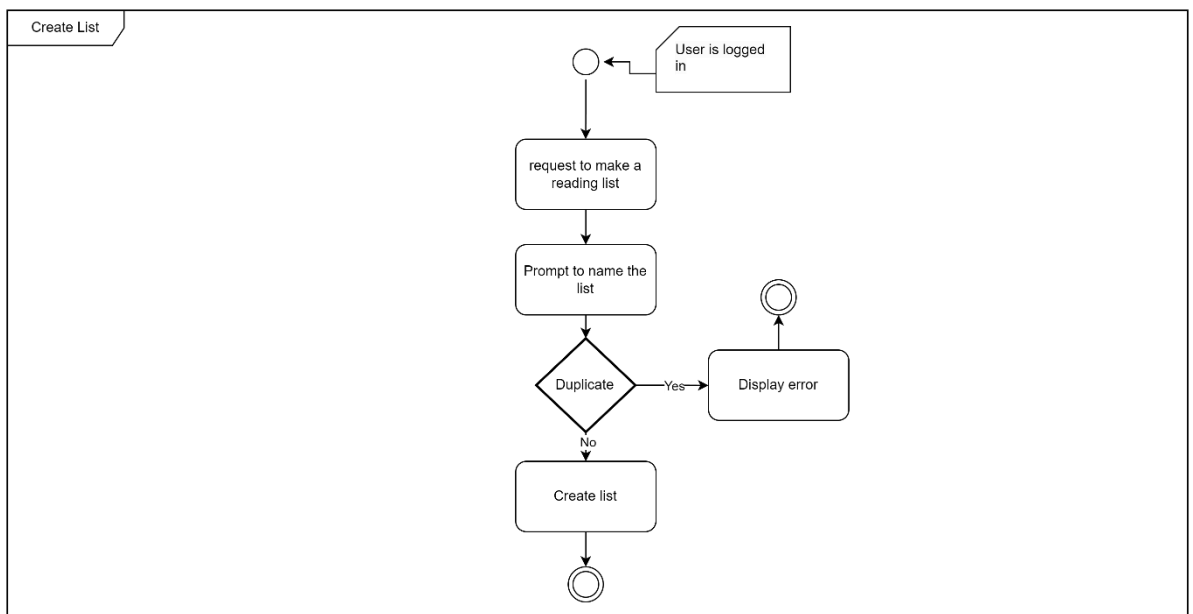 Create List
User is logged
in
request to make a
reading list
Prompt to name the
list
Duplicate
Yes
Display error
No
Create list